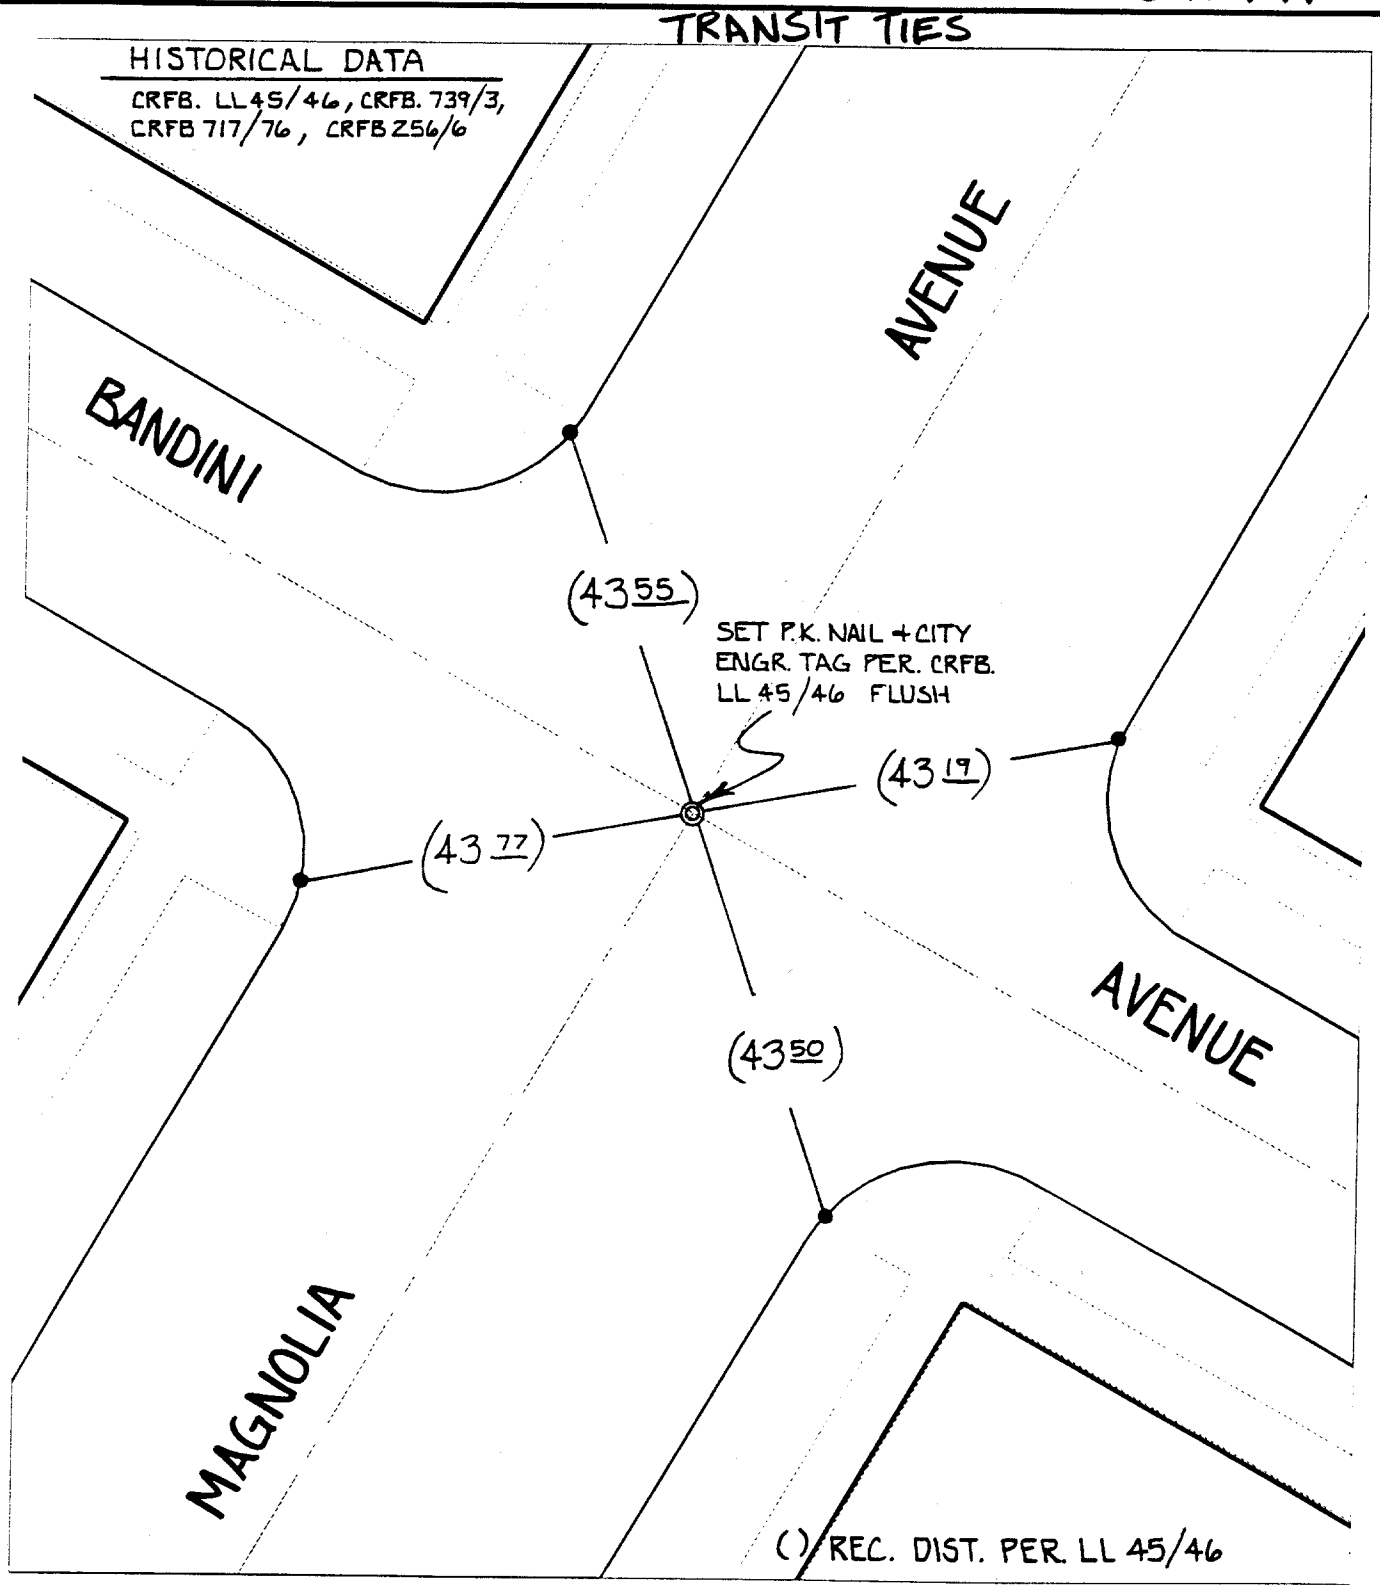 TRANSIT TIES
HISTORICAL DATA
CRFB. LL45/46, CRFB. 739/3,
CRFB 717/76, CRFB 256/6
AVENUE
BANDINI
(43 55)
SET P.K. NAIL + CITY
ENGR. TAG PER. CRFB.
LL 45/46 FLUSH
(43 19)
(43 77)
AVENUE
(43 50)
MAGNOLIA
() REC. DIST. PER. LL 45/46